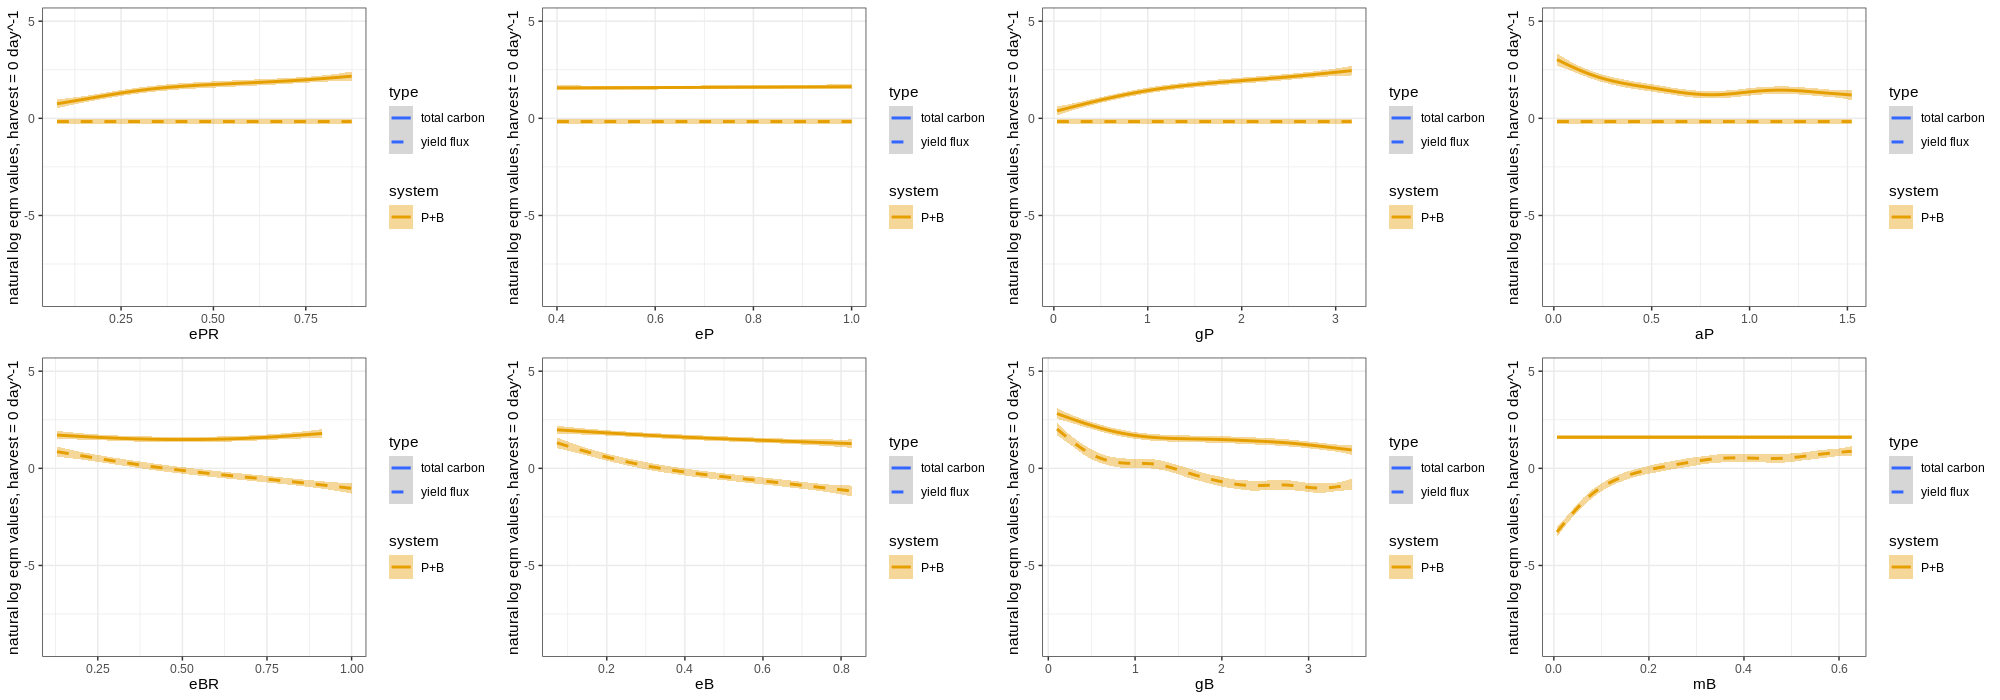 natural log eqm values, harvest = 0 day^-1
5
0
-5
0.25 0.50 0.75
ePR
type
total carbon
yield flux
system
P+B
natural log eqm values, harvest = 0 day^-1
5
0
-5
0.4 0.6 0.8 1.0
eP
type
total carbon
yield flux
system
P+B
natural log eqm values, harvest = 0 day^-1
5
0
-5
0 1 2 3
gP
type
total carbon
yield flux
system
P+B
natural log eqm values, harvest = 0 day^-1
5
0
-5
0.0 0.5 1.0 1.5
aP
type
total carbon
yield flux
system
P+B
natural log eqm values, harvest = 0 day^-1
5
0
-5
0.25 0.50 0.75 1.00
eBR
type
total carbon
yield flux
system
P+B
natural log eqm values, harvest = 0 day^-1
5
0
-5
0.2 0.4 0.6 0.8
eB
type
total carbon
yield flux
system
P+B
natural log eqm values, harvest = 0 day^-1
5
0
-5
0 1 2 3
gB
type
total carbon
yield flux
system
P+B
natural log eqm values, harvest = 0 day^-1
5
0
-5
0.0 0.2 0.4 0.6
mB
type
total carbon
yield flux
system
P+B